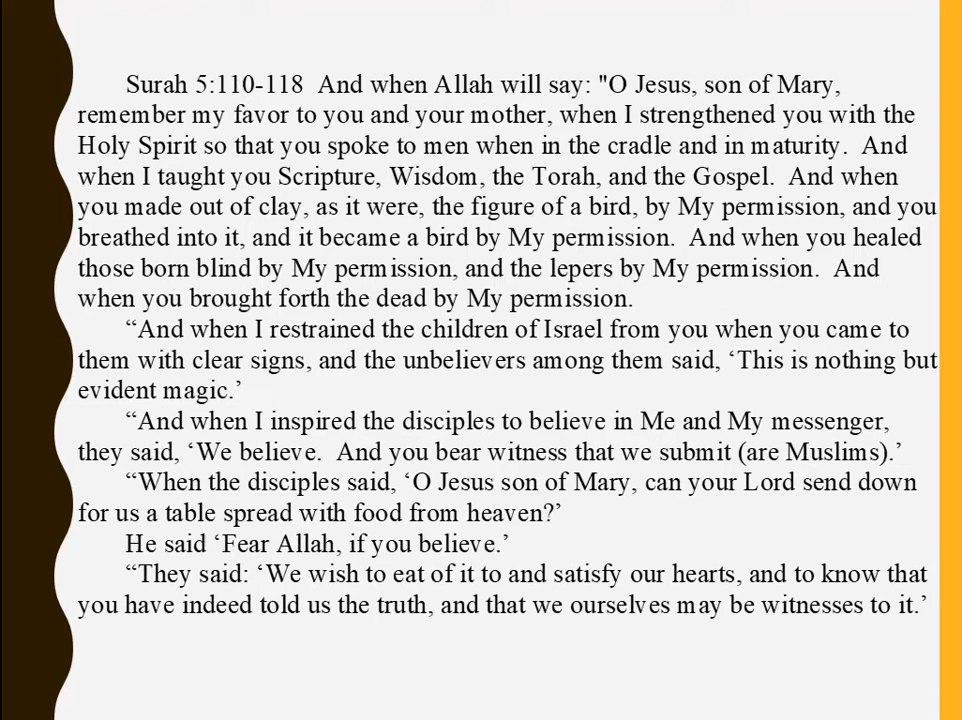 Surah 5:110-118  And when Allah will say: "O Jesus, son of Mary,
remember my favor to you and your mother, when I strengthened you with the
Holy Spirit so that you spoke to men when in the cradle and in maturity.  And
when I taught you Scripture, Wisdom, the Torah, and the Gospel.  And when
you made out of clay, as it were, the figure of a bird, by My permission, and you
breathed into it, and it became a bird by My permission.  And when you healed
those born blind by My permission, and the lepers by My permission.  And
when you brought forth the dead by My permission.
“And when I restrained the children of Israel from you when you came to
them with clear signs, and the unbelievers among them said, ‘This is nothing but
evident magic.’
“And when I inspired the disciples to believe in Me and My messenger,
they said, ‘We believe.  And you bear witness that we submit (are Muslims).’
“When the disciples said, ‘O Jesus son of Mary, can your Lord send down
for us a table spread with food from heaven?’
He said ‘Fear Allah, if you believe.’
“They said: ‘We wish to eat of it to and satisfy our hearts, and to know that
you have indeed told us the truth, and that we ourselves may be witnesses to it.’